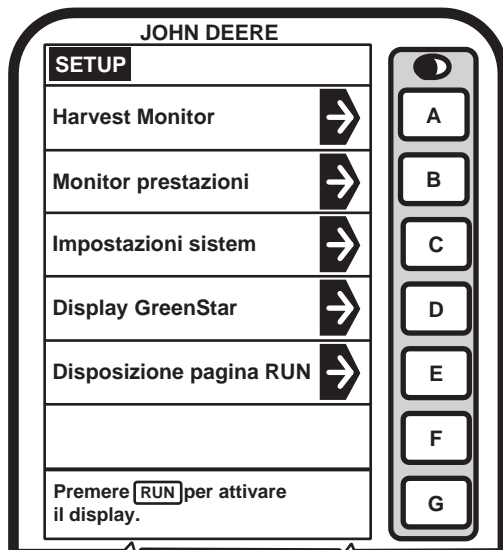 JOHN DEERE
SETUP
Harvest Monitor
A
Monitor prestazioni
B
Impostazioni sistem
C
Display GreenStar
D
Disposizione pagina RUN
E
F
Premere RUN per attivare
il display.
G